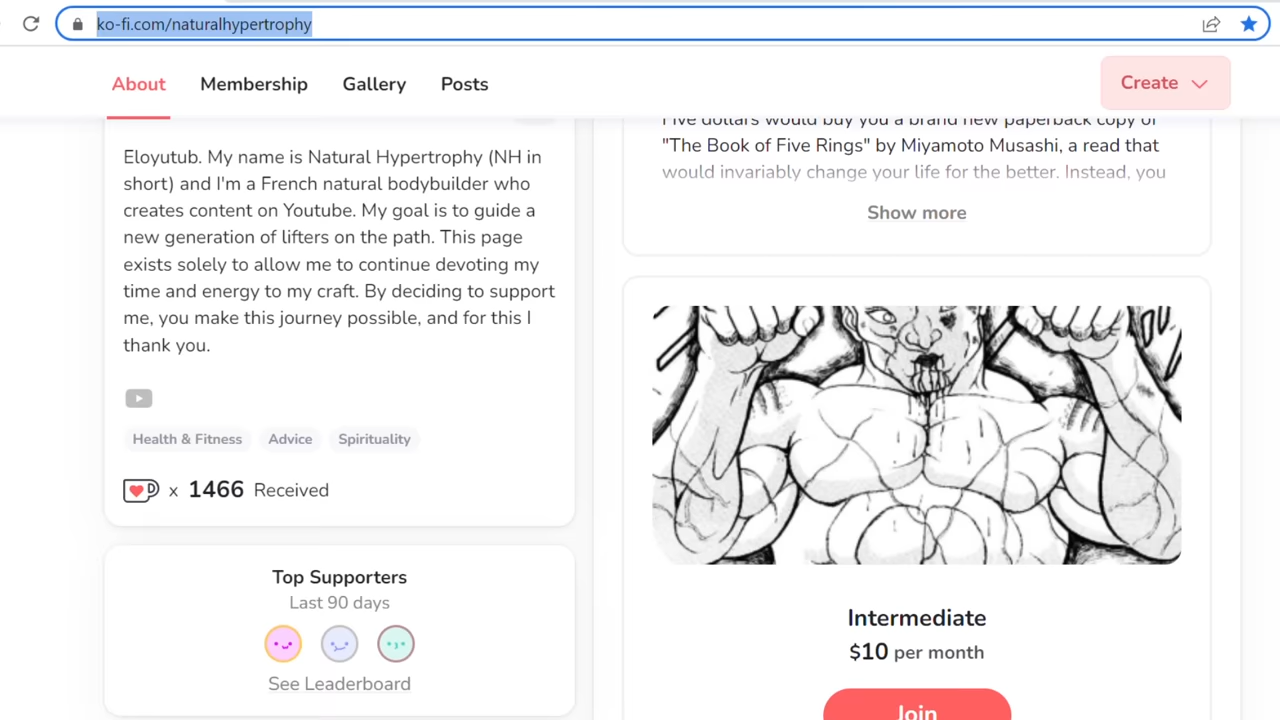 ko-fi.com/naturalhypertrophy
About Membership Gallery Posts
Create
Eloyutub. My name is Natural Hypertrophy (NH in
short) and I'm a French natural bodybuilder who
creates content on Youtube. My goal is to guide a
new generation of lifters on the path. This page
exists solely to allow me to continue devoting my
time and energy to my craft. By deciding to support
me, you make this journey possible, and for this I
thank you.
Health & Fitness Advice Spirituality
x 1466 Received
Top Supporters
Last 90 days
See Leaderboard
Five dollars would buy you a brand new paperback copy of
"The Book of Five Rings" by Miyamoto Musashi, a read that
would invariably change your life for the better. Instead, you
Show more
Intermediate
$10 per month
Join